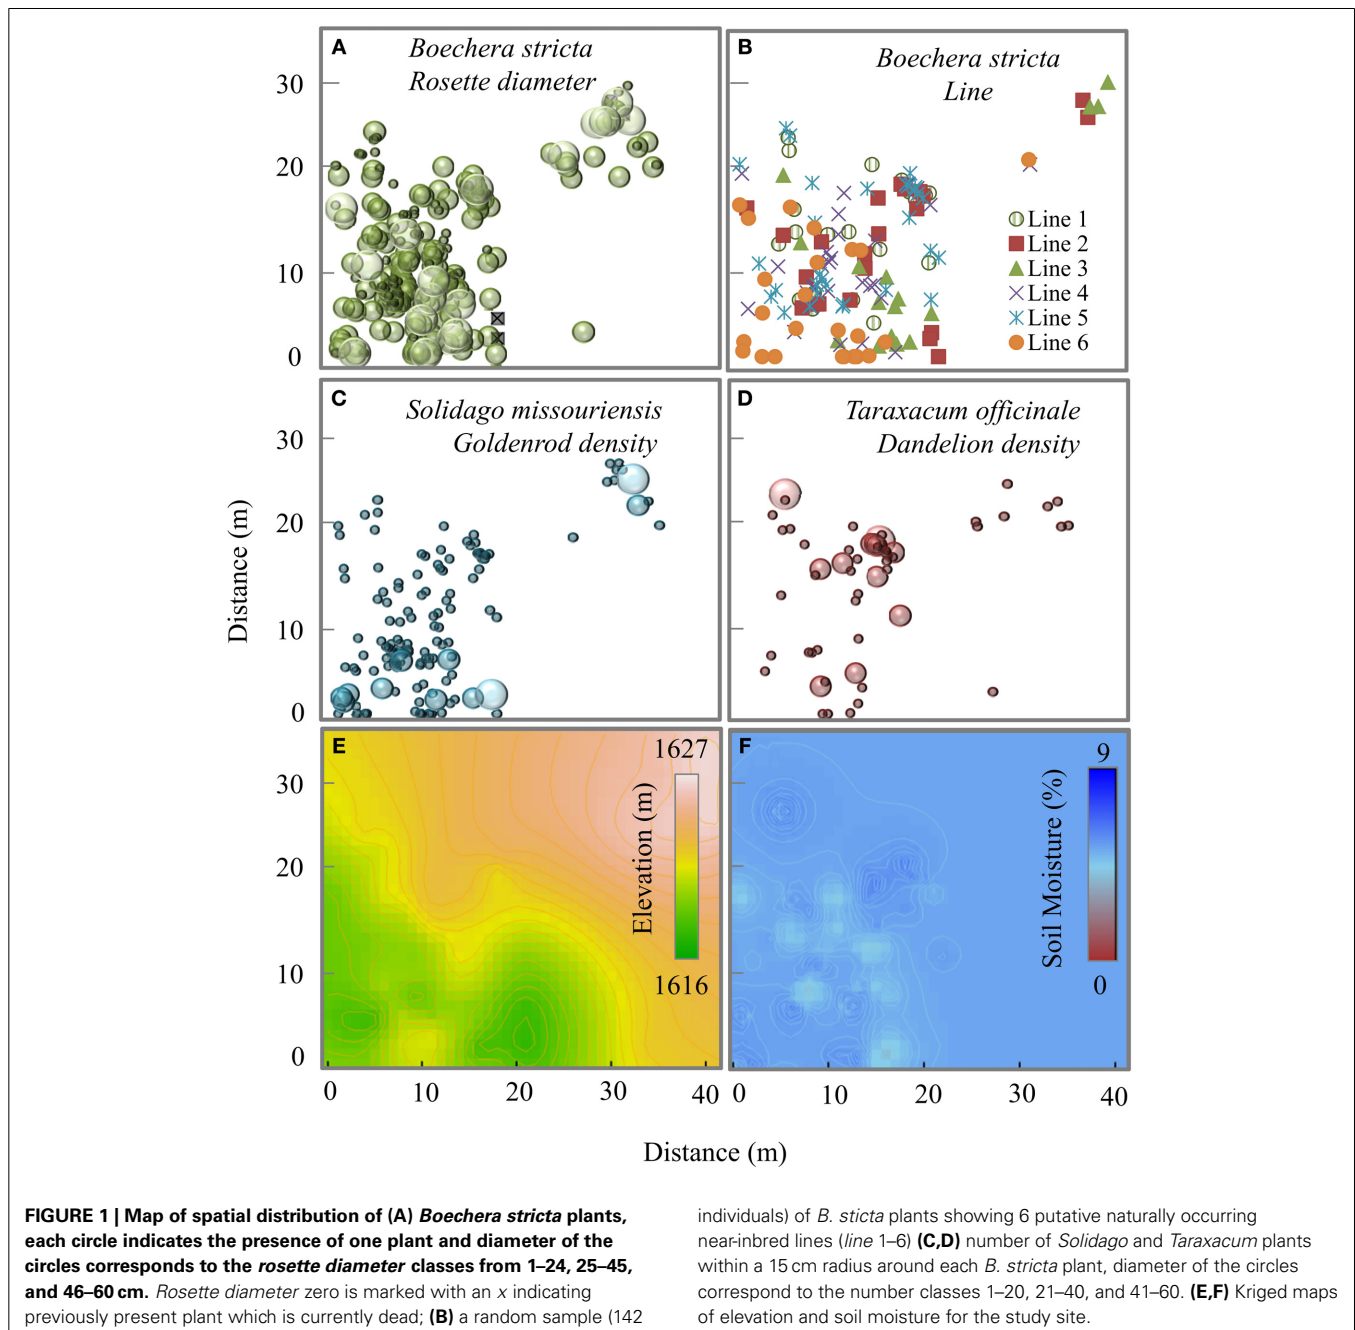 A
Boechera stricta
Rosette diameter
30
20
10
0
B
Boechera stricta
Line
Line 1
Line 2
Line 3
Line 4
Line 5
Line 6
C
Solidago missouriensis
Goldenrod density
30
20
10
0
Distance (m)
D
Taraxacum officinale
Dandelion density
E
1627
Elevation (m)
1616
30
20
10
0
0 10 20 30 40
F
9
Soil Moisture (%)
0
0 10 20 30 40
Distance (m)
FIGURE 1 | Map of spatial distribution of (A) Boechera stricta plants,
each circle indicates the presence of one plant and diameter of the
circles corresponds to the rosette diameter classes from 1–24, 25–45,
and 46–60 cm. Rosette diameter zero is marked with an x indicating
previously present plant which is currently dead; (B) a random sample (142
individuals) of B. sticta plants showing 6 putative naturally occurring
near-inbred lines (line 1–6) (C,D) number of Solidago and Taraxacum plants
within a 15 cm radius around each B. stricta plant, diameter of the circles
correspond to the number classes 1–20, 21–40, and 41–60. (E,F) Kriged maps
of elevation and soil moisture for the study site.